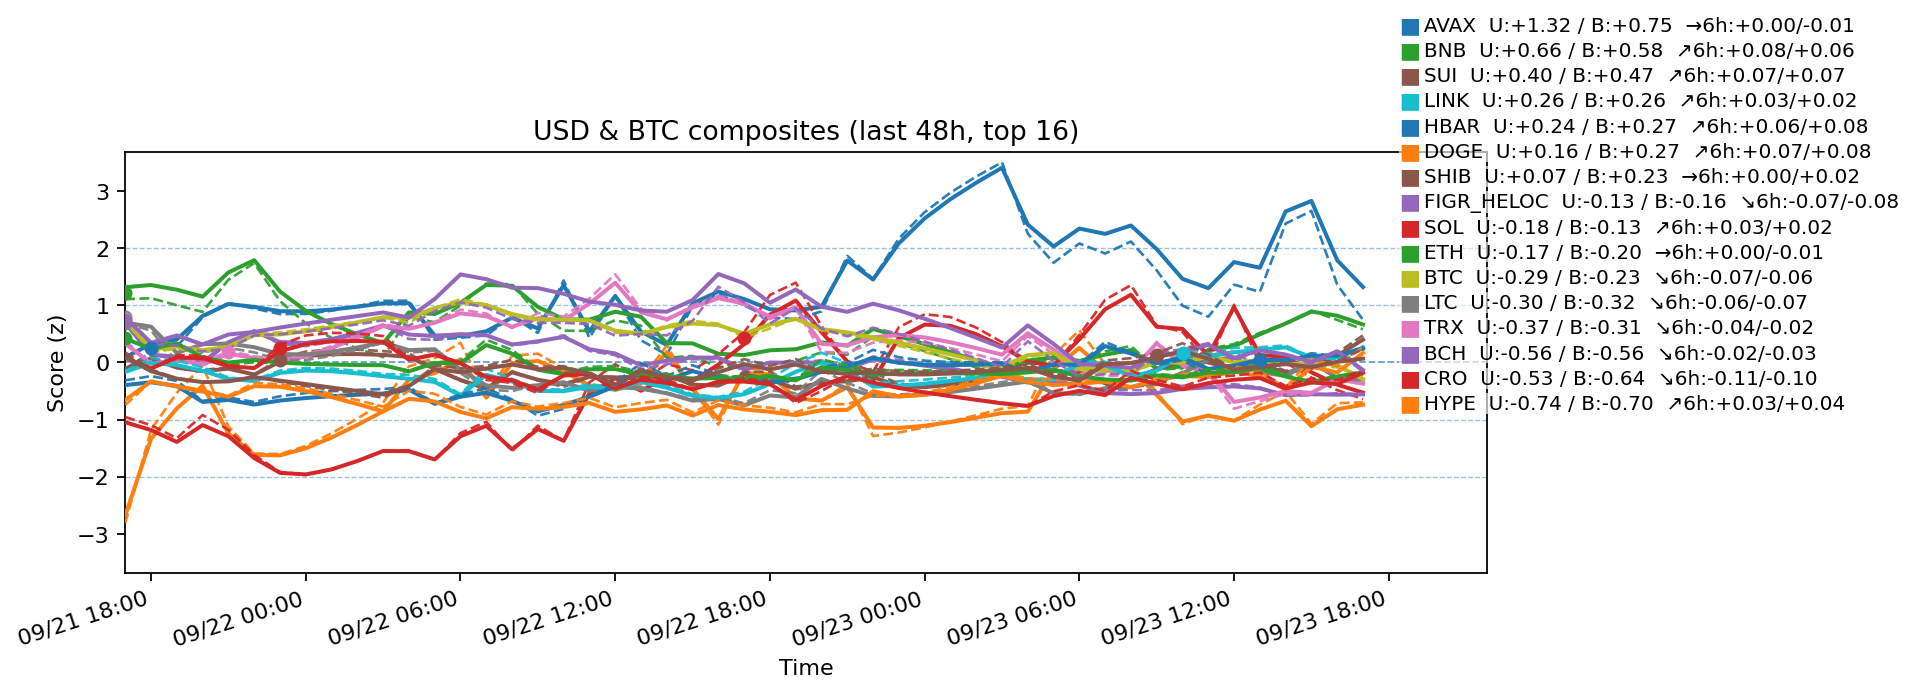 AVAX  U:+1.32 / B:+0.75  →6h:+0.00/-0.01
BNB  U:+0.66 / B:+0.58  ↗6h:+0.08/+0.06
SUI  U:+0.40 / B:+0.47  ↗6h:+0.07/+0.07
LINK  U:+0.26 / B:+0.26  ↗6h:+0.03/+0.02
HBAR  U:+0.24 / B:+0.27  ↗6h:+0.06/+0.08
DOGE  U:+0.16 / B:+0.27  ↗6h:+0.07/+0.08
SHIB  U:+0.07 / B:+0.23  →6h:+0.00/+0.02
FIGR_HELOC  U:-0.13 / B:-0.16  ↘6h:-0.07/-0.08
SOL  U:-0.18 / B:-0.13  ↗6h:+0.03/+0.02
ETH  U:-0.17 / B:-0.20  →6h:+0.00/-0.01
BTC  U:-0.29 / B:-0.23  ↘6h:-0.07/-0.06
LTC  U:-0.30 / B:-0.32  ↘6h:-0.06/-0.07
TRX  U:-0.37 / B:-0.31  ↘6h:-0.04/-0.02
BCH  U:-0.56 / B:-0.56  ↘6h:-0.02/-0.03
CRO  U:-0.53 / B:-0.64  ↘6h:-0.11/-0.10
HYPE  U:-0.74 / B:-0.70  ↗6h:+0.03/+0.04
USD & BTC composites (last 48h, top 16)
Score (z)
3
2
1
0
−1
−2
−3
09/21 18:00
09/22 00:00
09/22 06:00
09/22 12:00
09/22 18:00
09/23 00:00
09/23 06:00
09/23 12:00
09/23 18:00
Time